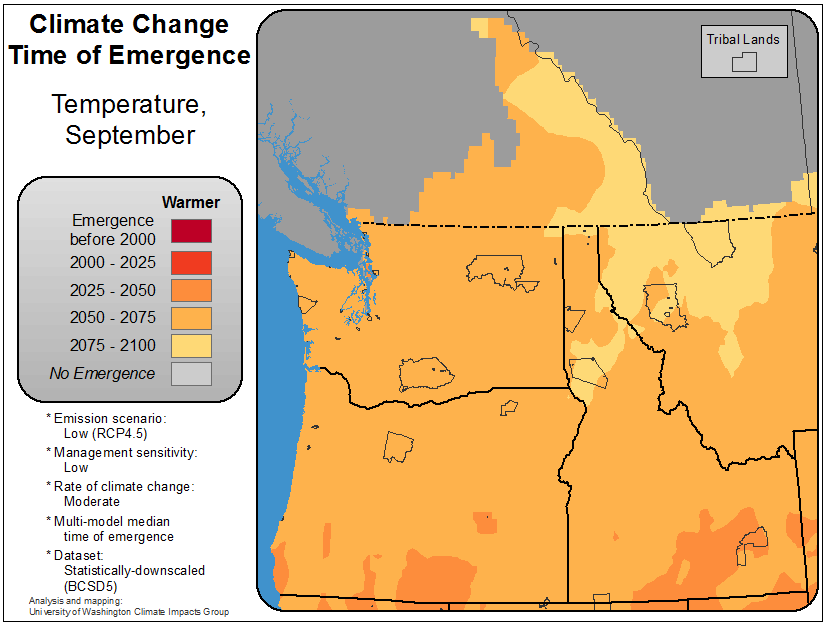 Climate Change
Time of Emergence
Temperature,
September
Warmer
Emergence
before 2000
2000 - 2025
2025 - 2050
2050 - 2075
2075 - 2100
No Emergence
* Emission scenario:
Low (RCP4.5)
* Management sensitivity:
Low
* Rate of climate change:
Moderate
* Multi-model median
time of emergence
* Dataset:
Statistically-downscaled
(BCSD5)
Analysis and mapping:
University of Washington Climate Impacts Group
Tribal Lands